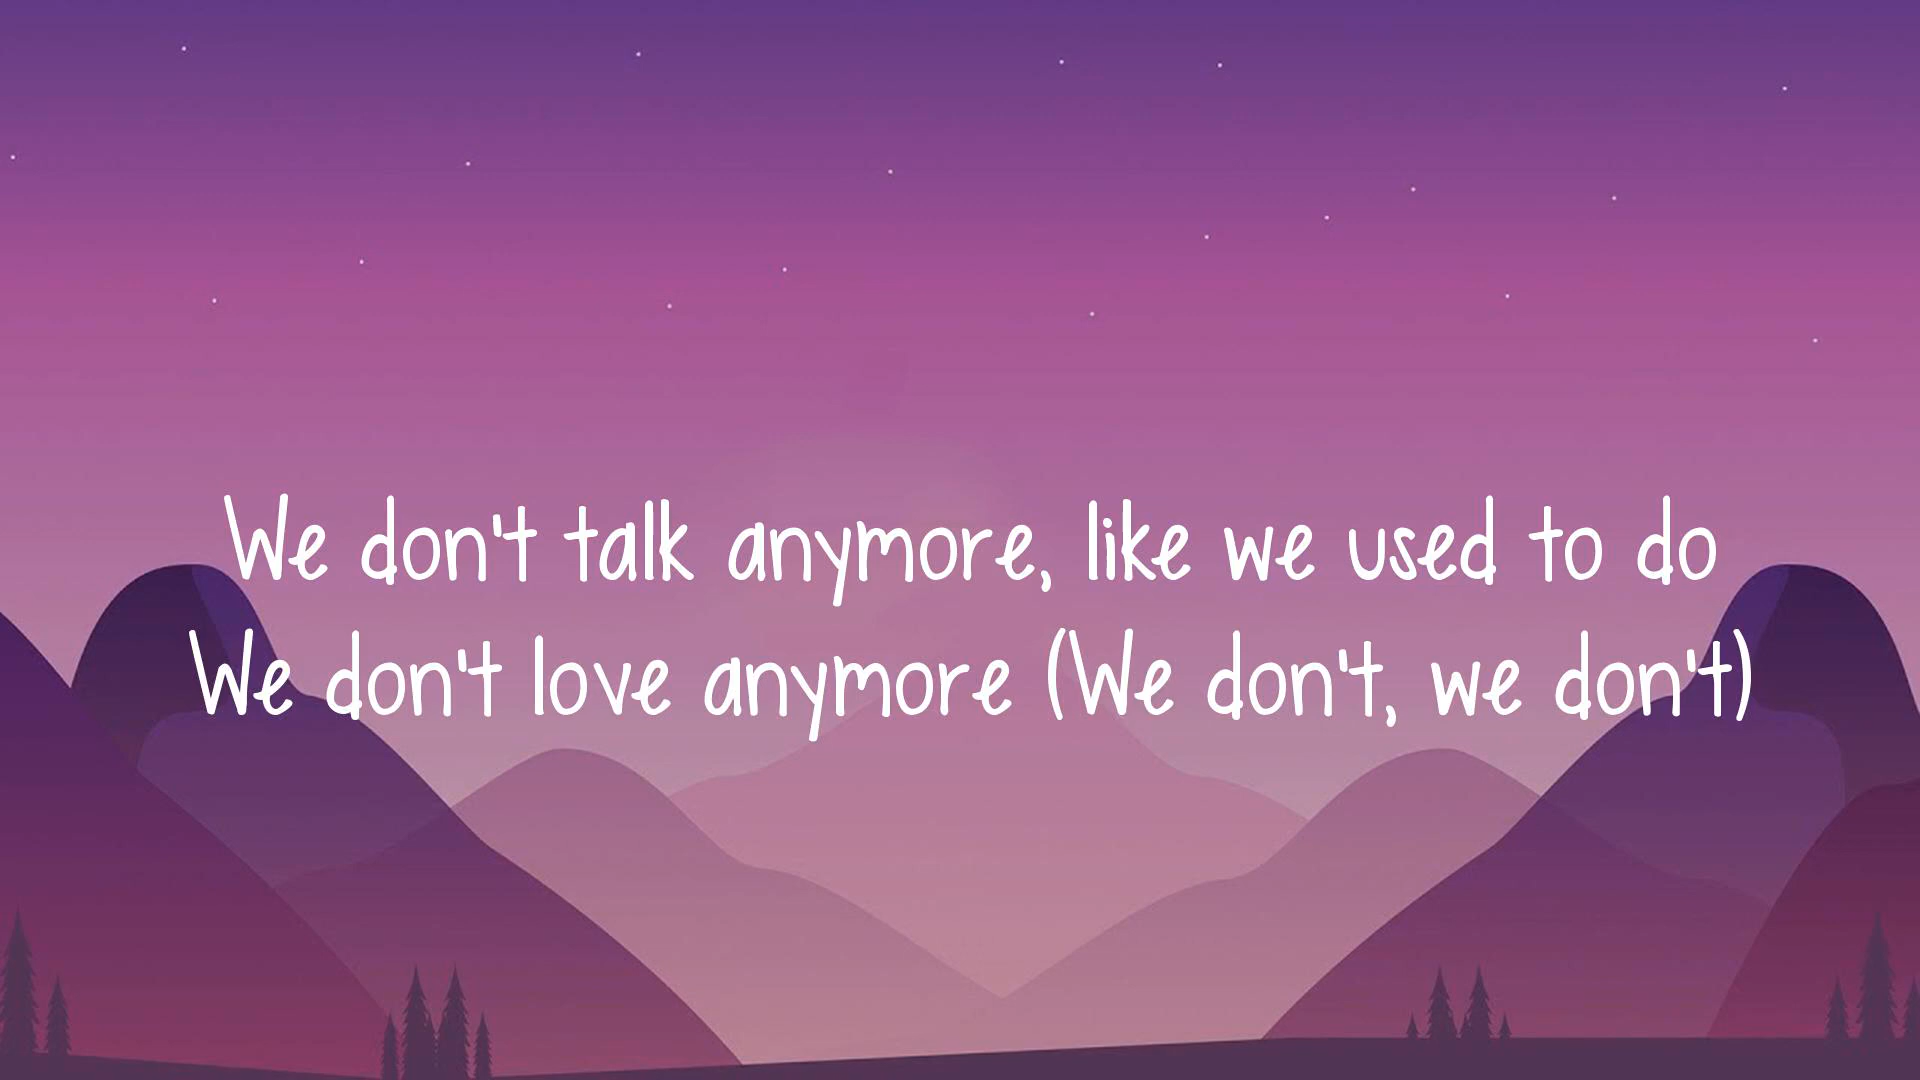 We don't talk anymore, like we used to do
We don't love anymore (We don't, we don't)